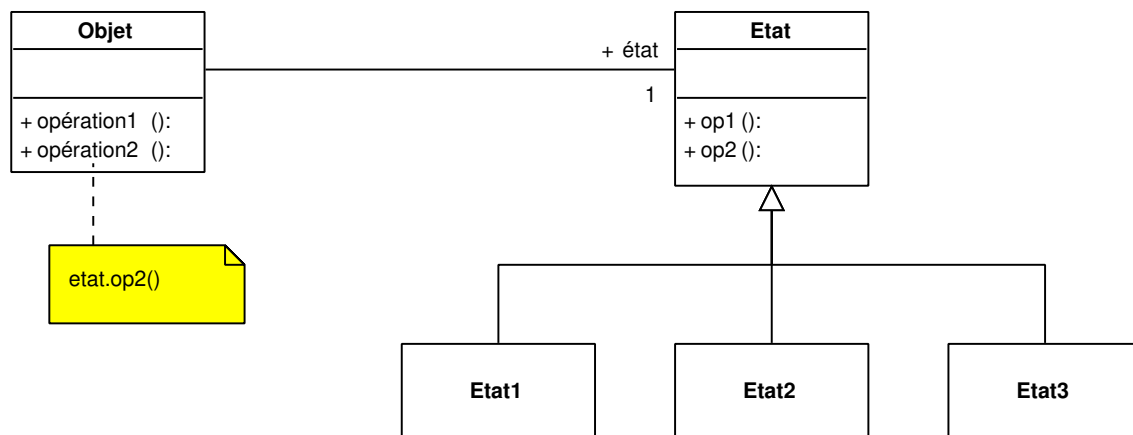 Objet
Etat
+ état
1
+ opération1 ():
+ opération2 ():
+ op1 ():
+ op2 ():
etat.op2()
Etat1
Etat2
Etat3